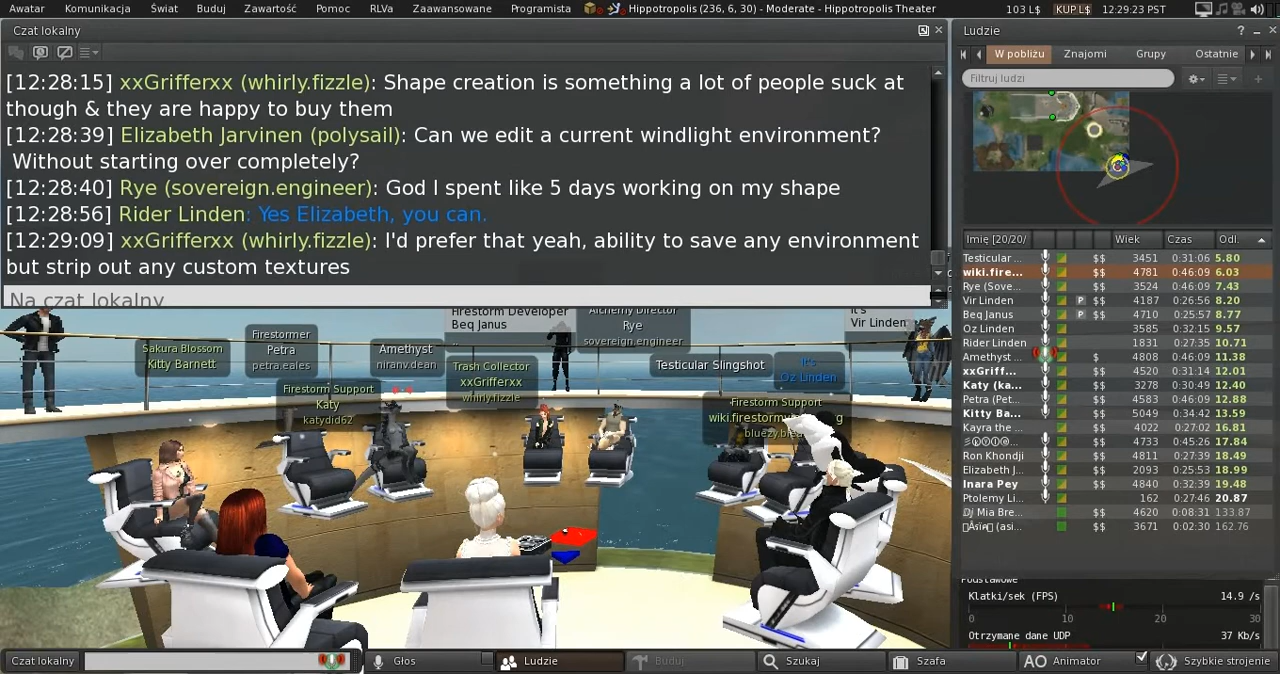 Awatar Komunikacja Świat Buduj Zawartość Pomoc RLVa Zaawansowane Programista Hippotropolis (236, 6, 30) - Moderate - Hippotropolis Theater 103 L$ KUP L$ 12:29:23 PST
Czat lokalny
[12:28:15] xxGrifferxx (whirly.fizzle): Shape creation is something a lot of people suck at
though & they are happy to buy them
[12:28:39] Elizabeth Jarvinen (polysail): Can we edit a current windlight environment?
Without starting over completely?
[12:28:40] Rye (sovereign.engineer): God I spent like 5 days working on my shape
[12:28:56] Rider Linden: Yes Elizabeth, you can.
[12:29:09] xxGrifferxx (whirly.fizzle): I'd prefer that yeah, ability to save any environment
but strip out any custom textures
Na czat lokalny
Firestorm Developer
Beq Janus
Alchemy Director
Rye
sovereign.engineer
It's
Vir Linden
Sakura Blossom
Kitty Barnett
Firestormer
Petra
petra.eales
Amethyst
niranv.dean
Trash Collector
xxGrifferxx
whirly.fizzle
Testicular Slingshot
It's
Oz Linden
Firestorm Support
Katy
katydid62
Firestorm Support
wiki.firestorm
Ludzie
W pobliżu Znajomi Grupy Ostatnie
Filtruj ludzi
Imię [20/20/ Wiek Czas Odl.
Testicular ... $$ 3451 0:31:06 5.80
wiki.fire... $$ 4781 0:46:09 6.03
Rye (Sove... $$ 3524 0:46:09 7.43
Vir Linden P $$ 4187 0:26:56 8.20
Beq Janus P $$ 4710 0:25:57 8.77
Oz Linden 3585 0:32:15 9.57
Rider Linden 1831 0:27:35 10.71
Amethyst ... $ 4808 0:46:09 11.38
xxGriff... $$ 4520 0:31:14 12.01
Katy (ka... $$ 3278 0:30:49 12.40
Petra (Pet... $$ 4583 0:46:09 12.88
Kitty Ba... $$ 5049 0:34:42 13.59
Kayra the ... $$ 4022 0:27:02 16.81
$$ 4733 0:45:26 17.84
Ron Khondji $$ 4811 0:27:39 18.49
Elizabeth J... $$ 2093 0:25:53 18.99
Inara Pey $$ 4840 0:32:39 19.48
Ptolemy Li... 162 0:27:46 20.87
Dj Mia Bre... $$ 4620 0:08:31 133.87
(asi... $$ 3671 0:02:30 162.76
Podstawowe
Klatki/sek (FPS) 14.9 /s
0 10 20 30
Otrzymane dane UDP 37 Kb/s
Czat lokalny Głos Ludzie Buduj Szukaj Szafa AO Animator Szybkie strojenie